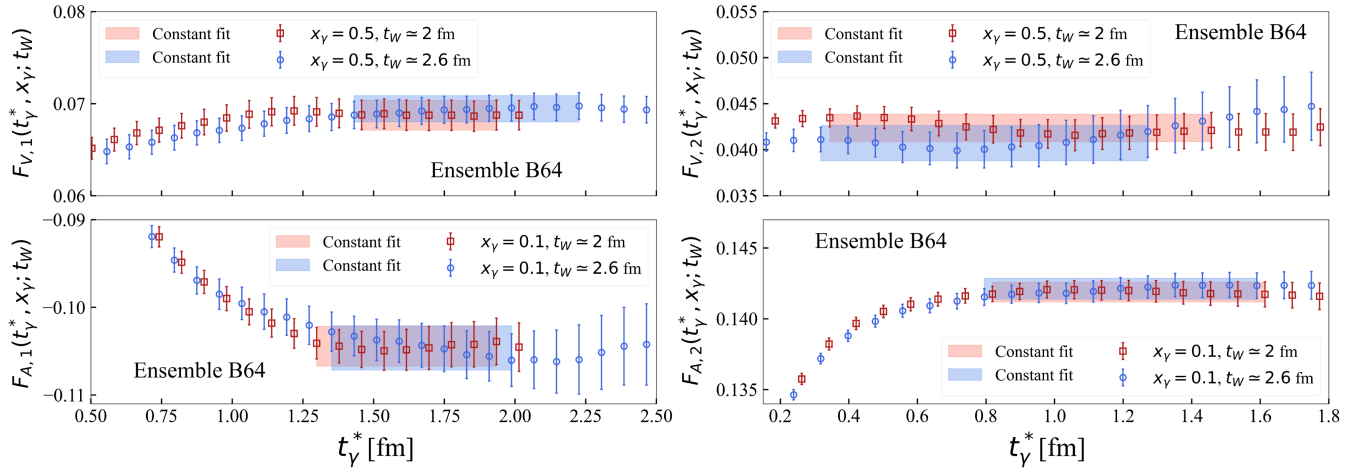 0.08
0.07
0.06
F_{V,1}(t_γ^*, x_γ; t_W)
Constant fit x_γ = 0.5, t_W ≃ 2 fm
Constant fit x_γ = 0.5, t_W ≃ 2.6 fm
Ensemble B64
0.055
0.050
0.045
0.040
0.035
F_{V,2}(t_γ^*, x_γ; t_W)
Constant fit x_γ = 0.5, t_W ≃ 2 fm
Constant fit x_γ = 0.5, t_W ≃ 2.6 fm
Ensemble B64
−0.09
−0.10
−0.11
F_{A,1}(t_γ^*, x_γ; t_W)
Constant fit x_γ = 0.1, t_W ≃ 2 fm
Constant fit x_γ = 0.1, t_W ≃ 2.6 fm
Ensemble B64
0.50 0.75 1.00 1.25 1.50 1.75 2.00 2.25 2.50
t_γ^* [fm]
0.145
0.140
0.135
F_{A,2}(t_γ^*, x_γ; t_W)
Ensemble B64
Constant fit x_γ = 0.1, t_W ≃ 2 fm
Constant fit x_γ = 0.1, t_W ≃ 2.6 fm
0.2 0.4 0.6 0.8 1.0 1.2 1.4 1.6 1.8
t_γ^* [fm]